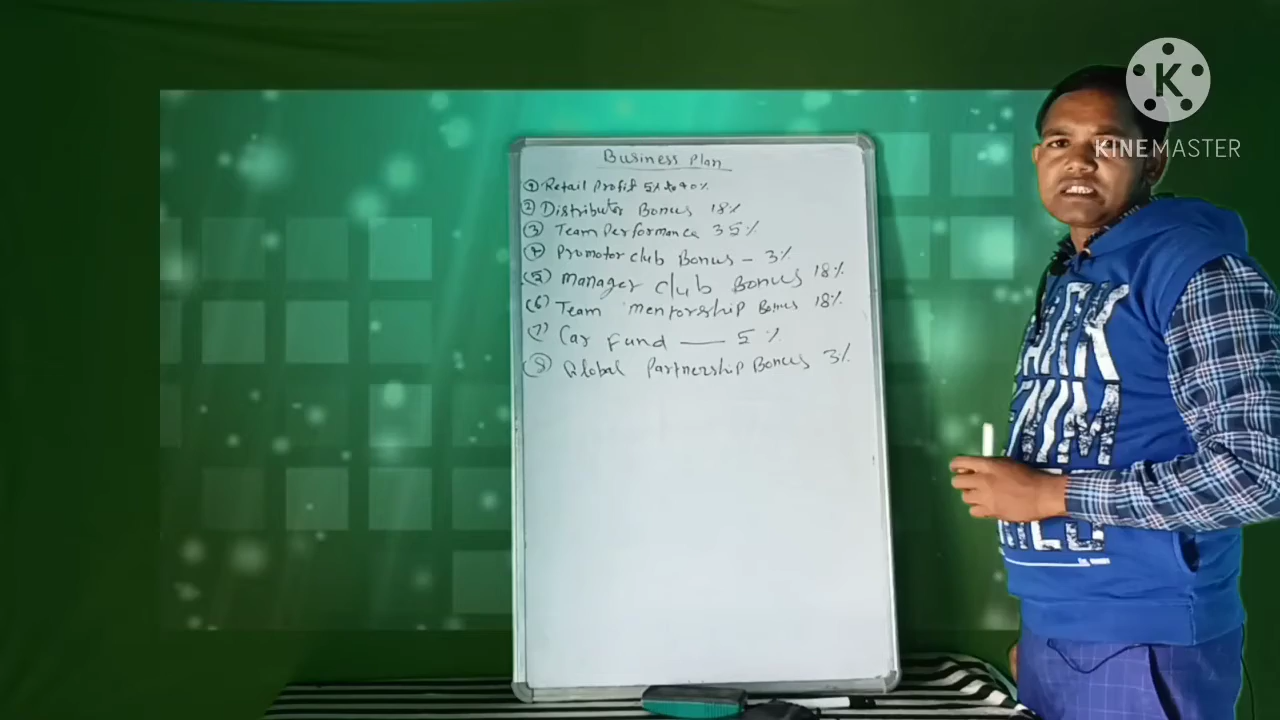 Business Plan
① Retail Profit 5% to 40%
② Distributor Bonus 18%
③ Team Performance 35%
④ Promotor club Bonus - 3%
(5) Manager club Bonus 18%
(6) Team mentorship Bonus 18%
(7) Car Fund — 5%
(8) Global Partnership Bonus 3%
K
KINEMASTER